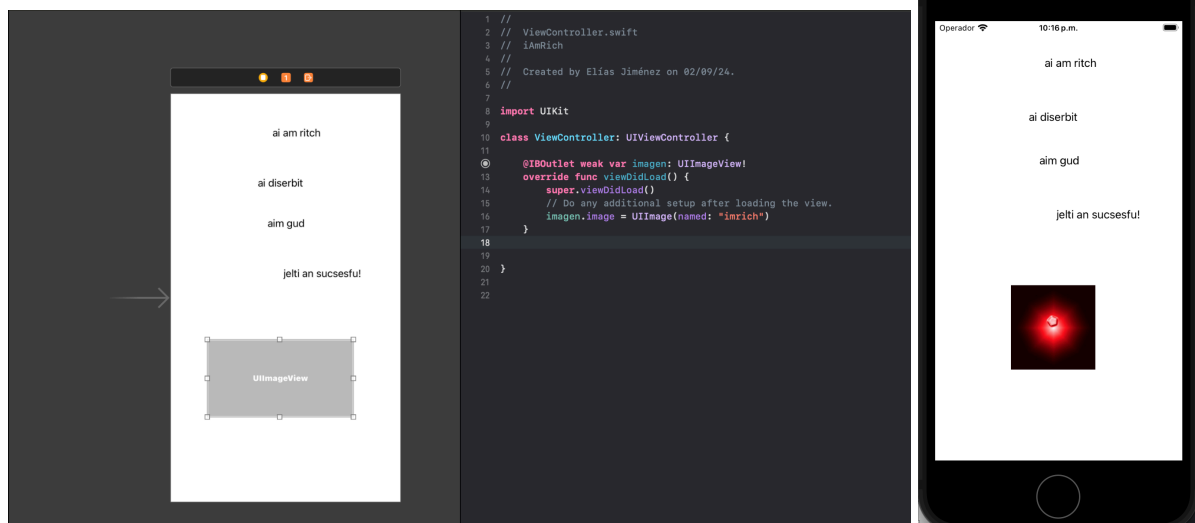 1
ai am ritch
ai diserbit
aim gud
jelti an sucsesfu!
UIImageView
1 //
2 //  ViewController.swift
3 //  iAmRich
4 //
5 //  Created by Elías Jiménez on 02/09/24.
6 //
7
8 import UIKit
9
10 class ViewController: UIViewController {
11
@IBOutlet weak var imagen: UIImageView!
13 override func viewDidLoad() {
14 super.viewDidLoad()
15 // Do any additional setup after loading the view.
16 imagen.image = UIImage(named: "imrich")
17 }
18
19
20 }
21
22
Operador 10:16 p.m.
ai am ritch
ai diserbit
aim gud
jelti an sucsesfu!